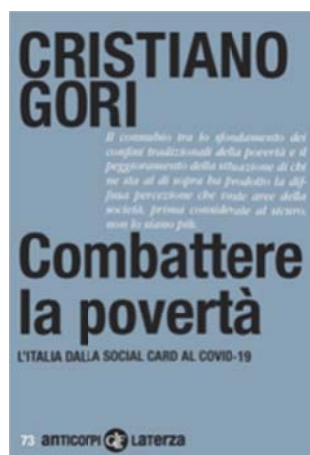 CRISTIANO
GORI
Il connubio tra lo sfondamento dei
confini tradizionali della povertà e il
peggioramento della situazione di chi
ne sta al di sopra ha prodotto la dif-
fusa percezione che vaste aree della
società, prima considerate al sicuro,
non lo siano più.
Combattere
la povertà
L'ITALIA DALLA SOCIAL CARD AL COVID-19
73 anticorpi GLF Laterza